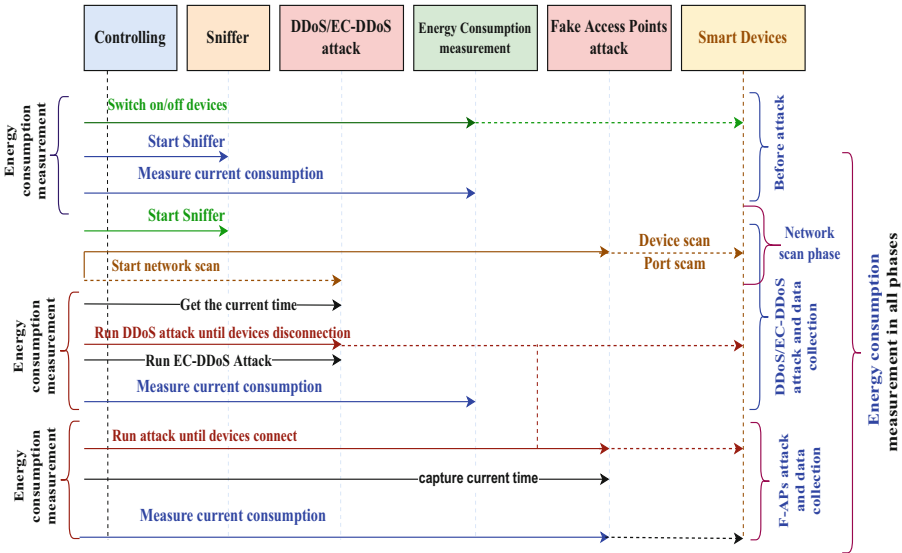 Controlling
Sniffer
DDoS/EC-DDoS
attack
Energy Consumption
measurement
Fake Access Points
attack
Smart Devices
Energy
consumption
measurement
Switch on/off devices
Start Sniffer
Measure current consumption
Before attack
Start Sniffer
Device scan
Port scam
Start network scan
Network
scan phase
Energy
consumption
measurement
Get the current time
Run DDoS attack until devices disconnection
Run EC-DDoS Attack
Measure current consumption
DDoS/EC-DDoS
attack and data
collection
Energy
consumption
measurement
Run attack until devices connect
capture current time
Measure current consumption
F-APs attack
and data
collection
Energy consumption
measurement in all phases